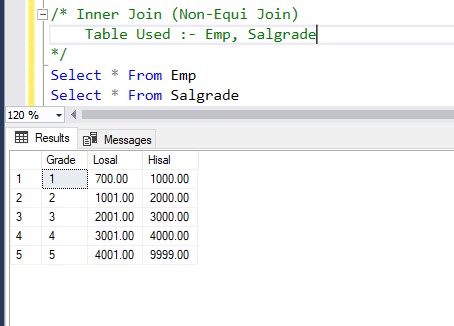 /* Inner Join (Non-Equi Join)
Table Used :- Emp, Salgrade
*/
Select * From Emp
Select * From Salgrade
120 %
Results Messages
Grade Losal Hisal
1 1 700.00 1000.00
2 2 1001.00 2000.00
3 3 2001.00 3000.00
4 4 3001.00 4000.00
5 5 4001.00 9999.00